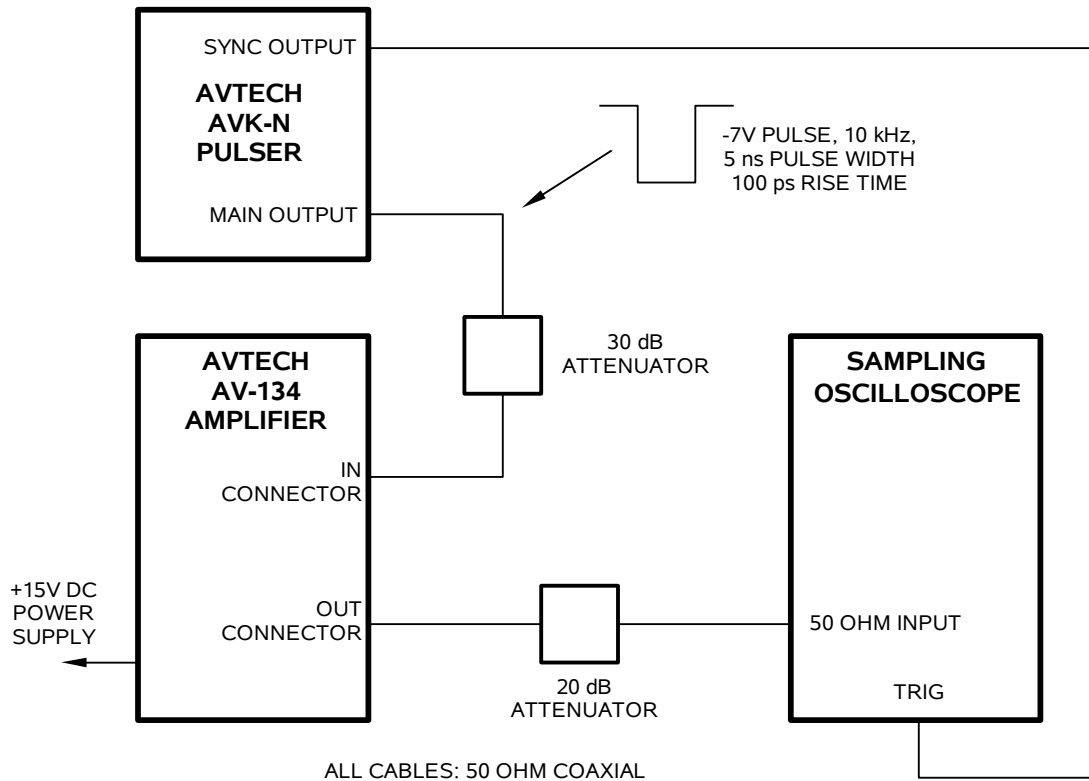 SYNC OUTPUT
AVTECH
AVK-N
PULSER
MAIN OUTPUT
-7V PULSE, 10 kHz,
5 ns PULSE WIDTH
100 ps RISE TIME
30 dB
ATTENUATOR
AVTECH
AV-134
AMPLIFIER
IN
CONNECTOR
OUT
CONNECTOR
+15V DC
POWER
SUPPLY
20 dB
ATTENUATOR
SAMPLING
OSCILLOSCOPE
50 OHM INPUT
TRIG
ALL CABLES: 50 OHM COAXIAL